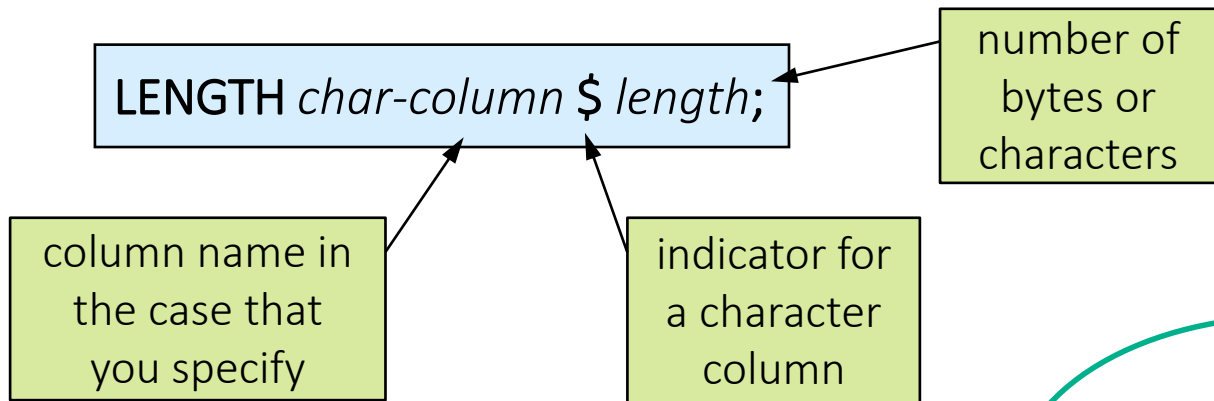 number of
bytes or
characters
LENGTH char-column $ length;
column name in
the case that
you specify
indicator for
a character
column